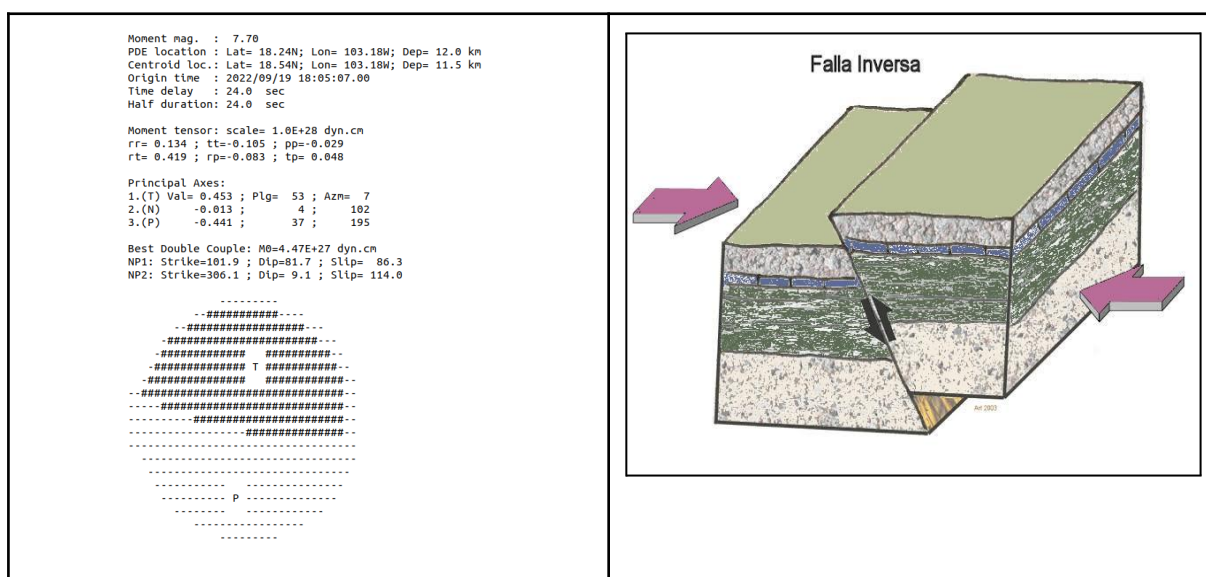 Moment mag.  :  7.70
PDE location : Lat= 18.24N; Lon= 103.18W; Dep= 12.0 km
Centroid loc.: Lat= 18.54N; Lon= 103.18W; Dep= 11.5 km
Origin time  : 2022/09/19 18:05:07.00
Time delay   : 24.0  sec
Half duration: 24.0  sec
Moment tensor: scale= 1.0E+28 dyn.cm
rr= 0.134 ; tt=-0.105 ; pp=-0.029
rt= 0.419 ; rp=-0.083 ; tp= 0.048
Principal Axes:
1.(T) Val= 0.453 ; Plg=  53 ; Azm=  7
2.(N)     -0.013 ;        4 ;     102
3.(P)     -0.441 ;       37 ;     195
Best Double Couple: M0=4.47E+27 dyn.cm
NP1: Strike=101.9 ; Dip=81.7 ; Slip=  86.3
NP2: Strike=306.1 ; Dip= 9.1 ; Slip= 114.0
T
P
Falla Inversa
Art 2003